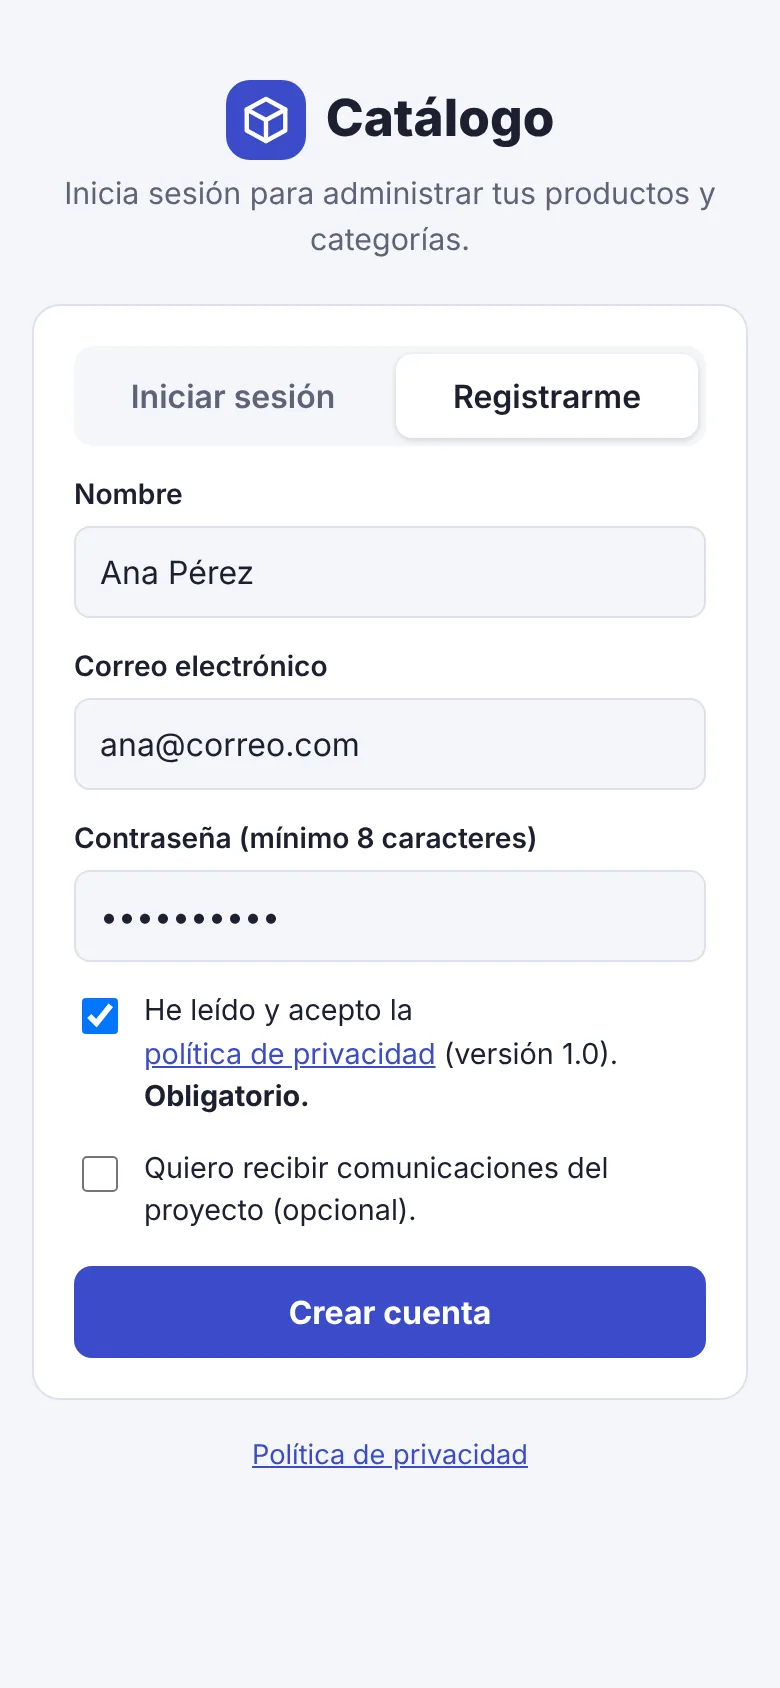 Catálogo
Inicia sesión para administrar tus productos y
categorías.
Iniciar sesión
Registrarme
Nombre
Ana Pérez
Correo electrónico
ana@correo.com
Contraseña (mínimo 8 caracteres)
••••••••••
He leído y acepto la
política de privacidad (versión 1.0).
Obligatorio.
Quiero recibir comunicaciones del
proyecto (opcional).
Crear cuenta
Política de privacidad